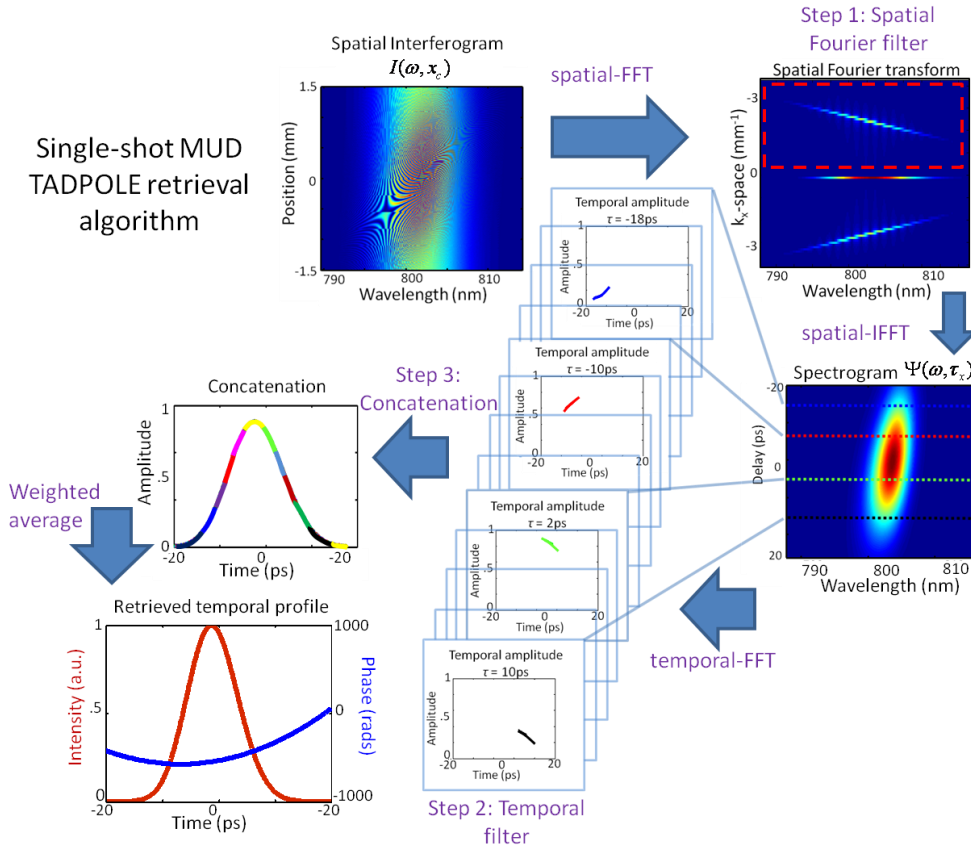 Single-shot MUD
TADPOLE retrieval
algorithm
Spatial Interferogram
I(ω,x_c)
1.5
0
-1.5
Position (mm)
790
800
810
Wavelength (nm)
spatial-FFT
Step 1: Spatial
Fourier filter
Spatial Fourier transform
-3
0
-3
kₓ-space (mm⁻¹)
790
800
810
Wavelength (nm)
spatial-IFFT
Spectrogram Ψ(ω,τₓ)
-20
0
20
Delay (ps)
790
800
810
Wavelength (nm)
temporal-FFT
Temporal amplitude
τ = -18ps
1
.5
0
Amplitude
-20
0
20
Time (ps)
Temporal amplitude
τ = -10ps
1
.5
0
Amplitude
-20
0
20
Time (ps)
Temporal amplitude
τ = 2ps
1
.5
0
Amplitude
-20
0
20
Time (ps)
Temporal amplitude
τ = 10ps
1
.5
0
Amplitude
-20
0
20
Time (ps)
Step 2: Temporal
filter
Step 3:
Concatenation
Concatenation
1
.5
0
Amplitude
-20
0
-20
Time (ps)
Weighted
average
Retrieved temporal profile
1
.5
0
Intensity (a.u.)
1000
0
-1000
Phase (rads)
-20
0
-20
Time (ps)